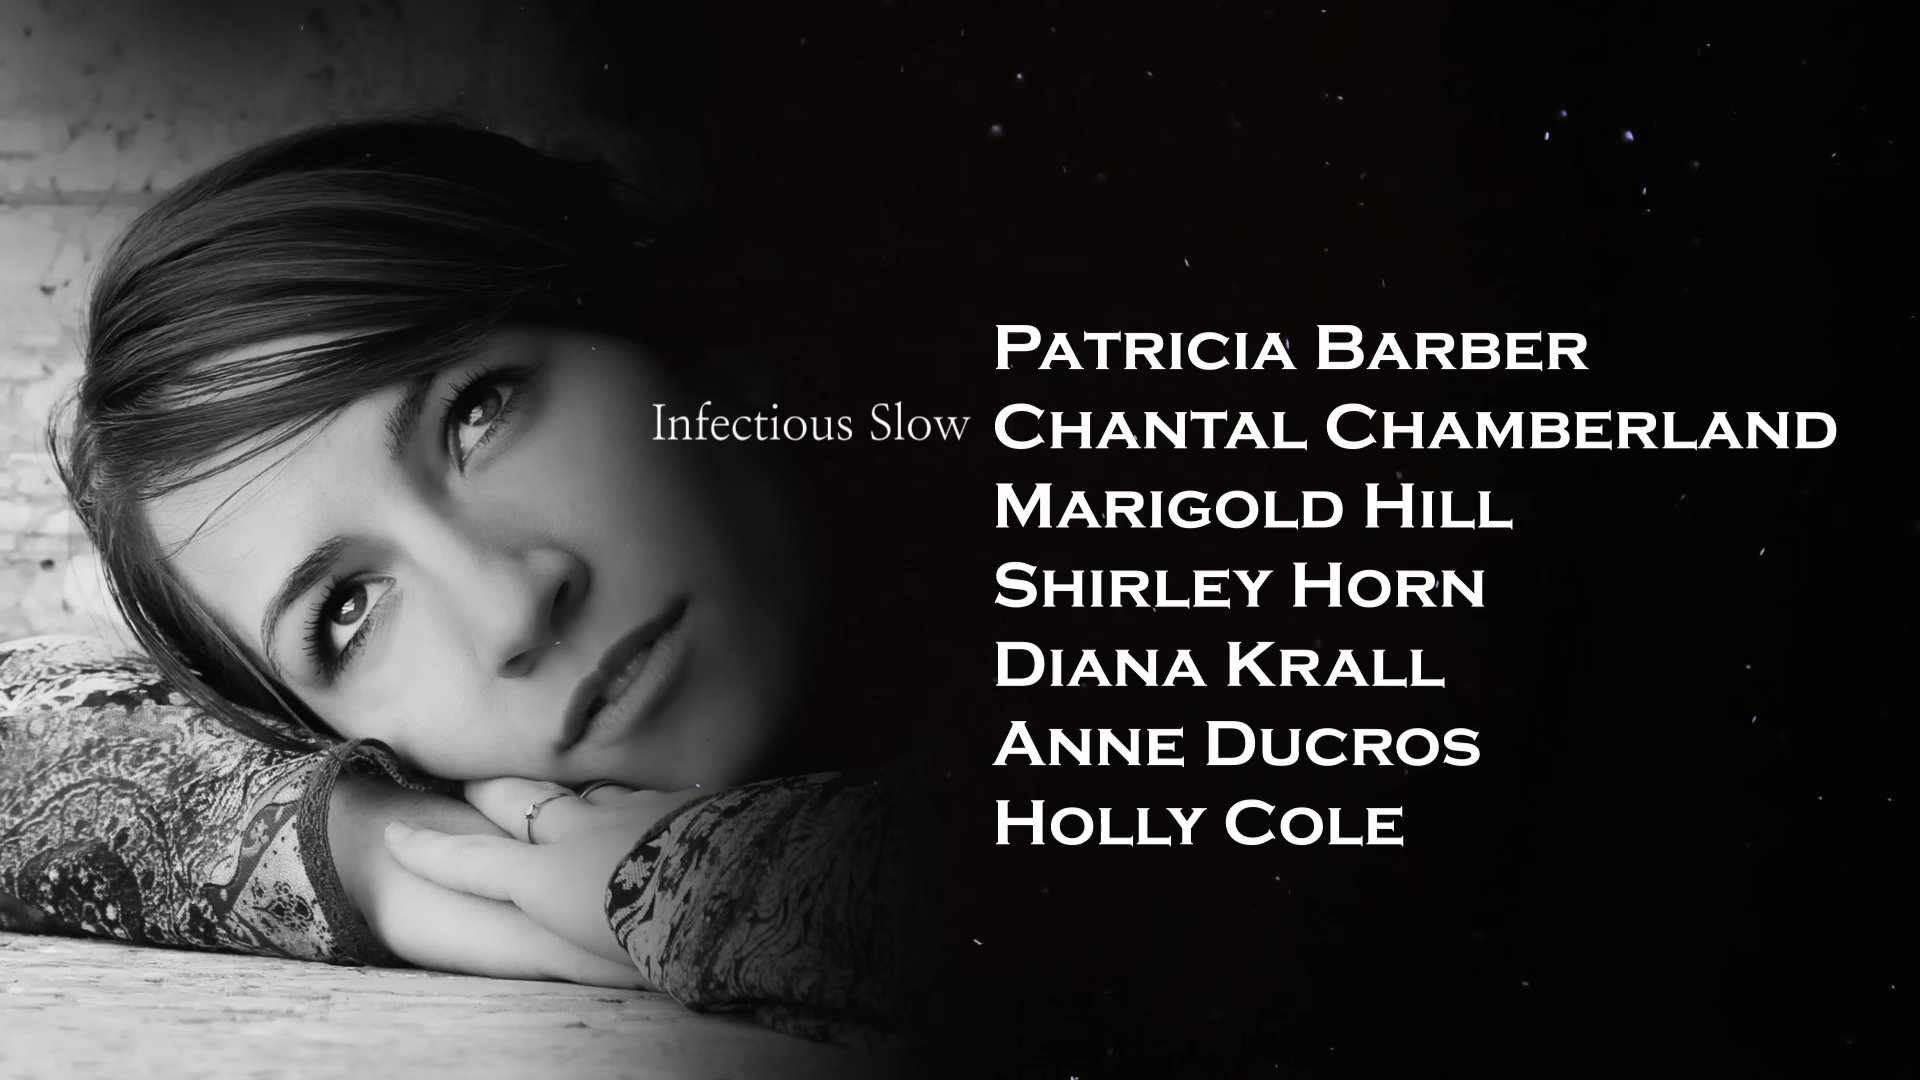 Patricia Barber
Infectious Slow
Chantal Chamberland
Marigold Hill
Shirley Horn
Diana Krall
Anne Ducros
Holly Cole